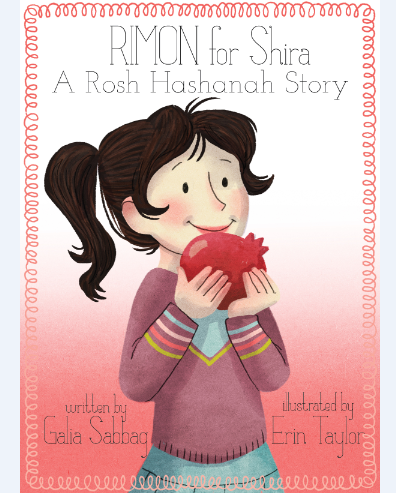 RIMON for Shira
A Rosh Hashanah Story
written by
Galia Sabbag
illustrated by
Erin Taylor